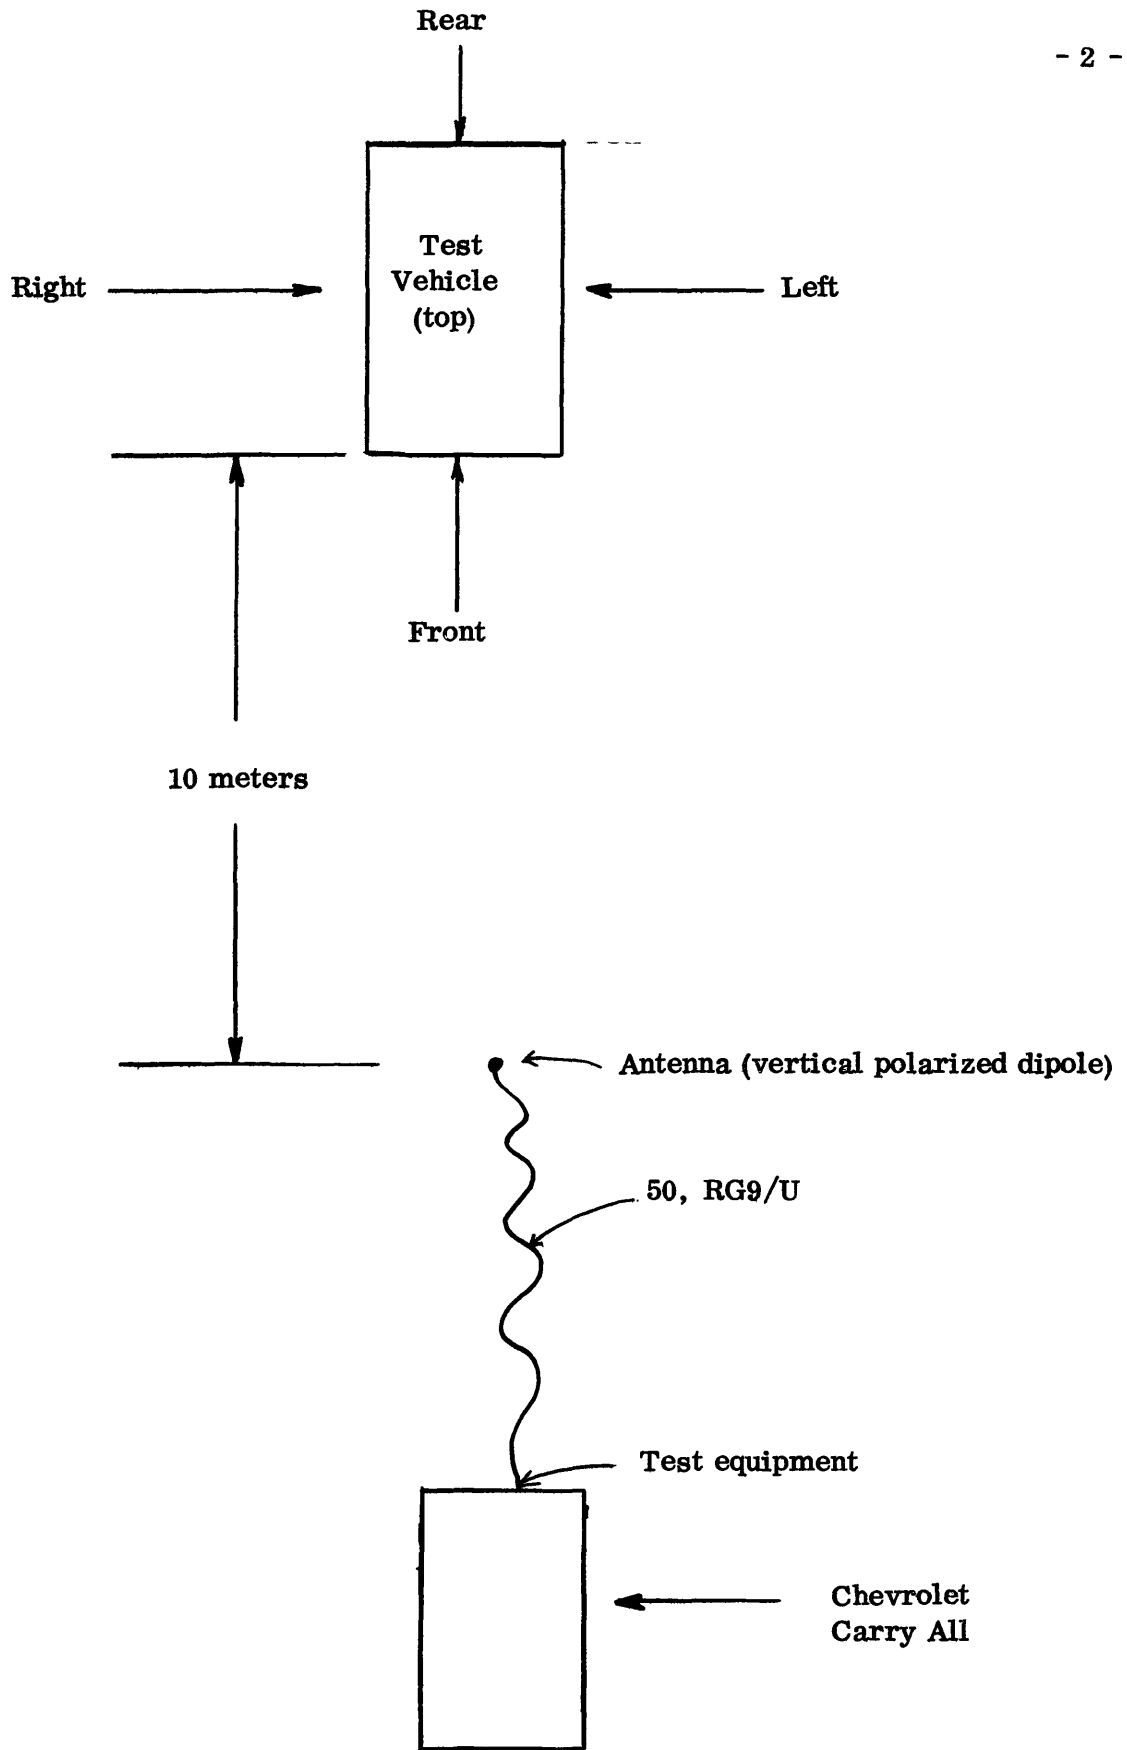 Rear
- 2 -
Test
Vehicle
(top)
Right
Left
Front
10 meters
Antenna (vertical polarized dipole)
50, RG9/U
Test equipment
Chevrolet
Carry All